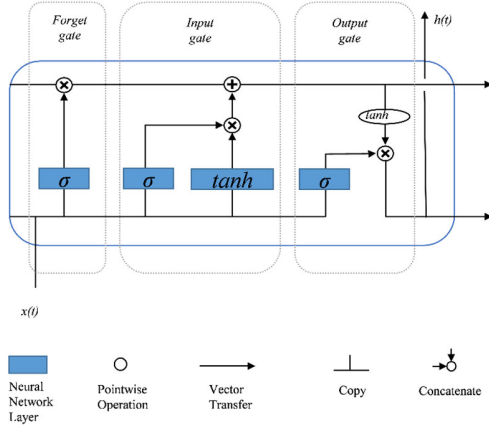 Forget
gate
Input
gate
Output
gate
h(t)
×
+
tanh
×
×
σ
σ
tanh
σ
x(t)
Neural
Network
Layer
Pointwise
Operation
Vector
Transfer
Copy
Concatenate